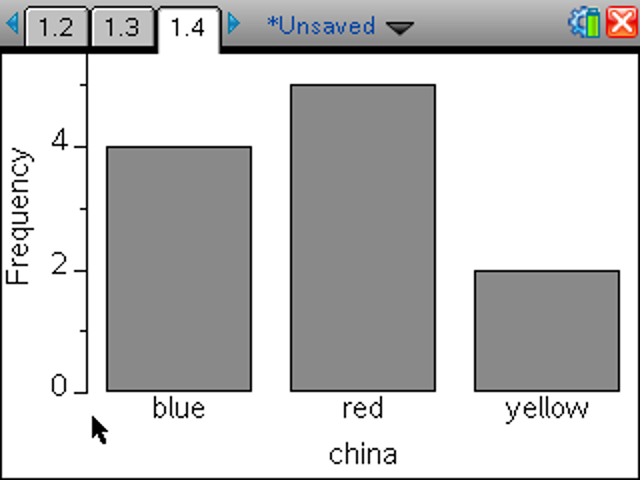 1.2 1.3 1.4 *Unsaved
Frequency
4
2
0
blue red yellow
china